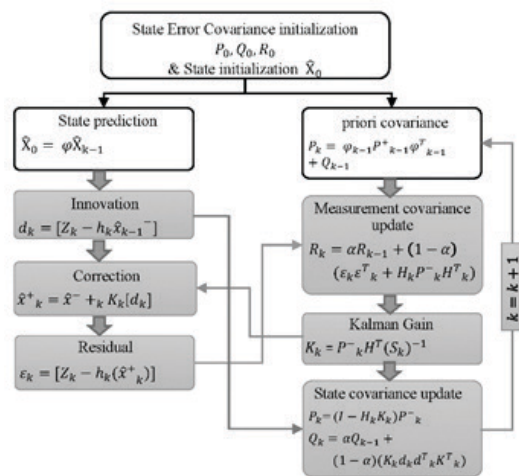 State Error Covariance initialization
P₀, Q₀, R₀
& State initialization X̂₀
State prediction
X̂₀ = φX̂ₖ₋₁
Innovation
dₖ = [Zₖ − hₖx̂ₖ₋₁⁻]
Correction
x̂⁺ₖ = x̂⁻ + ₖ Kₖ[dₖ]
Residual
εₖ = [Zₖ − hₖ(x̂⁺ₖ)]
priori covariance
Pₖ = φₖ₋₁P⁺ₖ₋₁φᵀₖ₋₁
+ Qₖ₋₁
Measurement covariance
update
Rₖ = αRₖ₋₁ + (1 − α)
(εₖεᵀₖ + HₖP⁻ₖHᵀₖ)
Kalman Gain
Kₖ = P⁻ₖHᵀ(Sₖ)⁻¹
State covariance update
Pₖ=(I − HₖKₖ)P⁻ₖ
Qₖ = αQₖ₋₁ +
(1 − α)(KₖdₖdᵀₖKᵀₖ)
k = k + 1